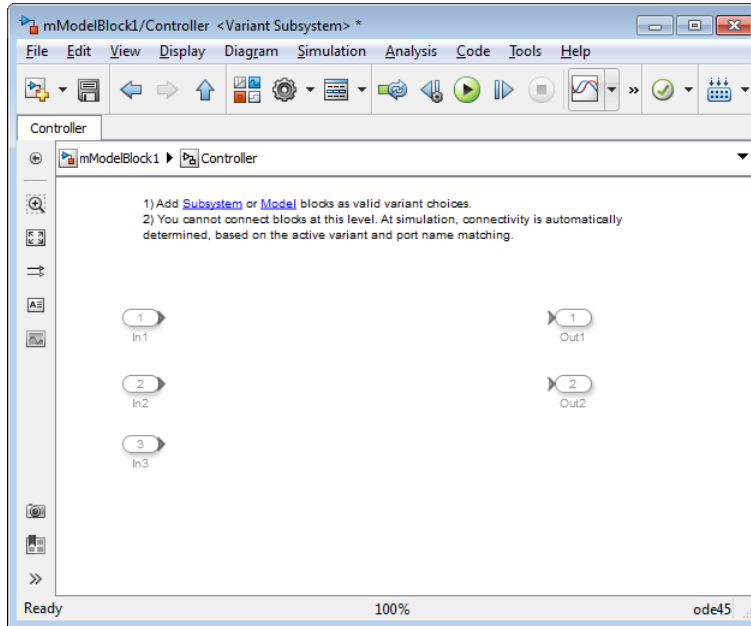 mModelBlock1/Controller <Variant Subsystem> *
File Edit View Display Diagram Simulation Analysis Code Tools Help
»
Controller
mModelBlock1 Controller
1) Add Subsystem or Model blocks as valid variant choices.
2) You cannot connect blocks at this level. At simulation, connectivity is automatically
determined, based on the active variant and port name matching.
A
1 1
In1 Out1
2 2
In2 Out2
3
In3
»
Ready 100% ode45